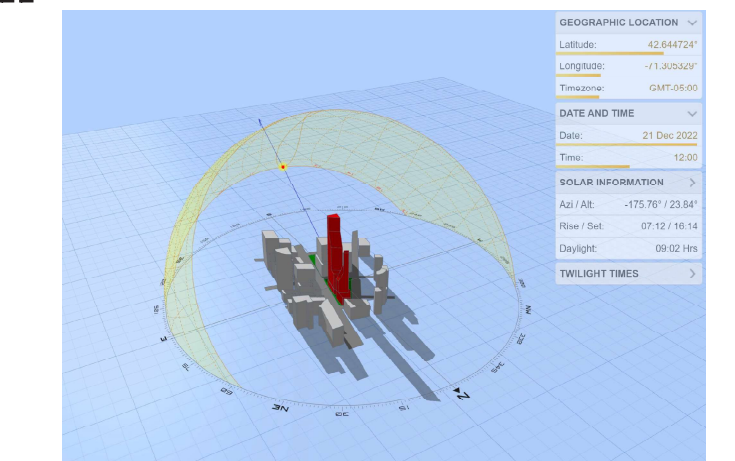 GEOGRAPHIC LOCATION
Latitude: 42.644724°
Longitude: -71.305329°
Timezone: GMT-05:00
DATE AND TIME
Date: 21 Dec 2022
Time: 12:00
SOLAR INFORMATION
Azi / Alt: -175.76° / 23.84°
Rise / Set: 07:12 / 16:14
Daylight: 09:02 Hrs
TWILIGHT TIMES
E
NW
NE
N